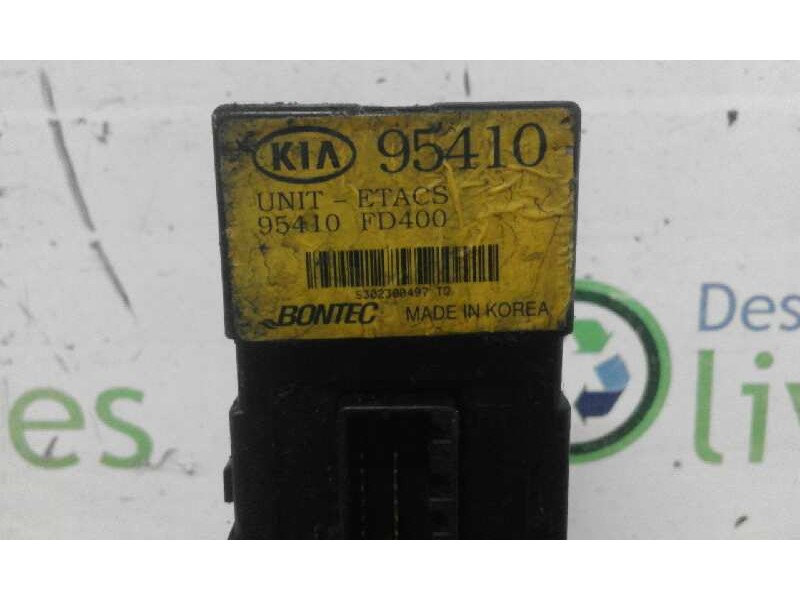 KIA 95410
UNIT - ETACS
95410 FD400
BONTEC MADE IN KOREA
Des
es
liv